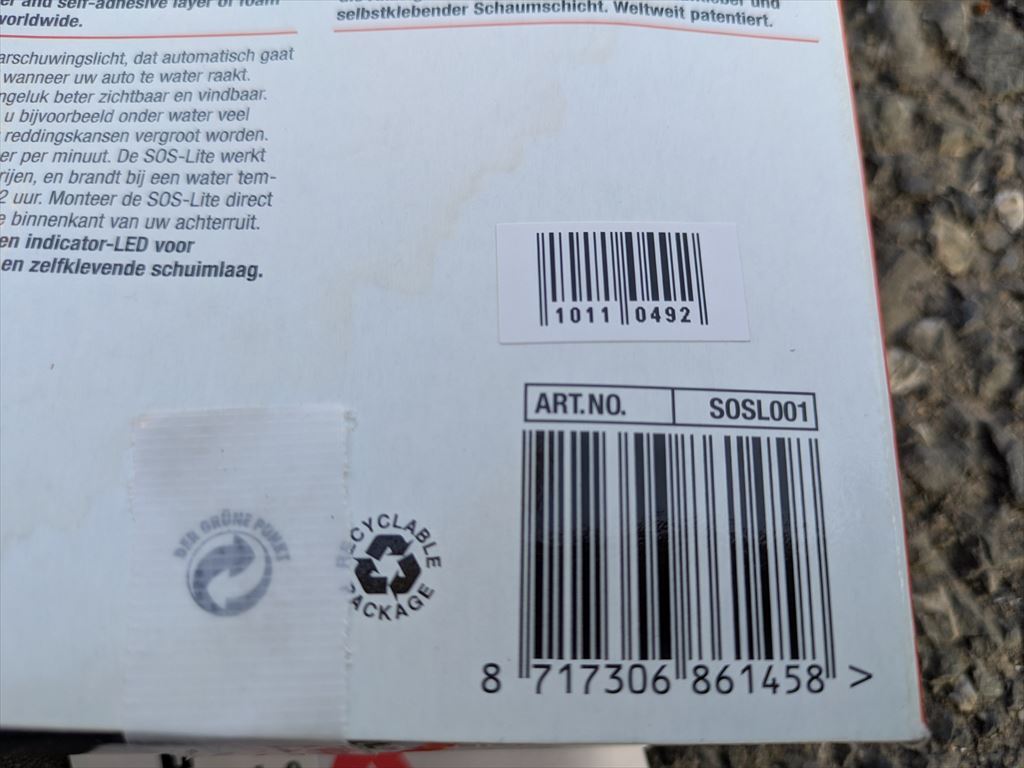 and self-adhesive layer of foam
worldwide.
selbstklebender Schaumschicht. Weltweit patentiert.
arschuwingslicht, dat automatisch gaat
wanneer uw auto te water raakt.
ngeluk beter zichtbaar en vindbaar.
u bijvoorbeeld onder water veel
reddingskansen vergroot worden.
er per minuut. De SOS-Lite werkt
rijen, en brandt bij een water tem-
2 uur. Monteer de SOS-Lite direct
e binnenkant van uw achterruit.
en indicator-LED voor
en zelfklevende schuimlaag.
1011 0492
ART.NO. SOSL001
DER GRÜNE PUNKT
RECYCLABLE
PACKAGE
8 717306 861458 >